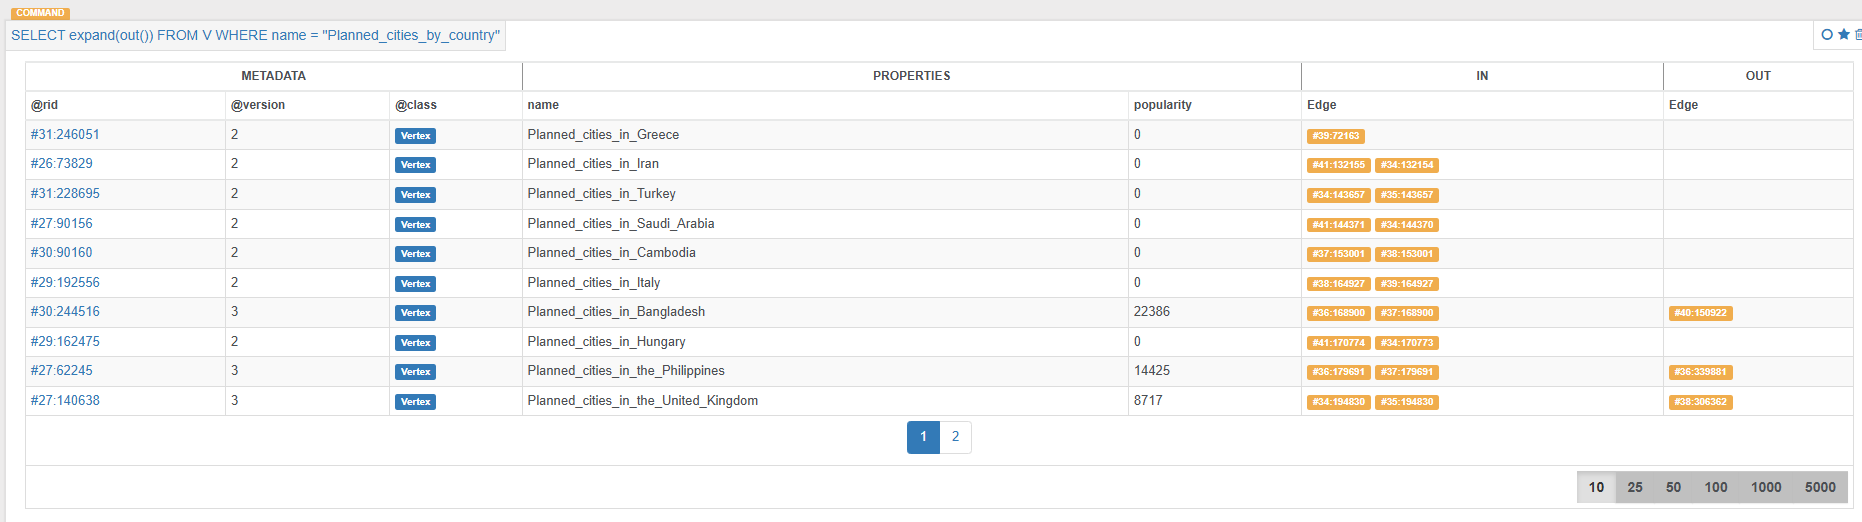 COMMAND
SELECT expand(out()) FROM V WHERE name = "Planned_cities_by_country"
METADATA PROPERTIES IN OUT
@rid @version @class name popularity Edge Edge
#31:246051 2 Vertex Planned_cities_in_Greece 0 #39:72163
#26:73829 2 Vertex Planned_cities_in_Iran 0 #41:132155 #34:132154
#31:228695 2 Vertex Planned_cities_in_Turkey 0 #34:143657 #35:143657
#27:90156 2 Vertex Planned_cities_in_Saudi_Arabia 0 #41:144371 #34:144370
#30:90160 2 Vertex Planned_cities_in_Cambodia 0 #37:153001 #38:153001
#29:192556 2 Vertex Planned_cities_in_Italy 0 #38:164927 #39:164927
#30:244516 3 Vertex Planned_cities_in_Bangladesh 22386 #36:168900 #37:168900 #40:150922
#29:162475 2 Vertex Planned_cities_in_Hungary 0 #41:170774 #34:170773
#27:62245 3 Vertex Planned_cities_in_the_Philippines 14425 #36:179691 #37:179691 #36:339881
#27:140638 3 Vertex Planned_cities_in_the_United_Kingdom 8717 #34:194830 #35:194830 #38:306362
1 2
10 25 50 100 1000 5000